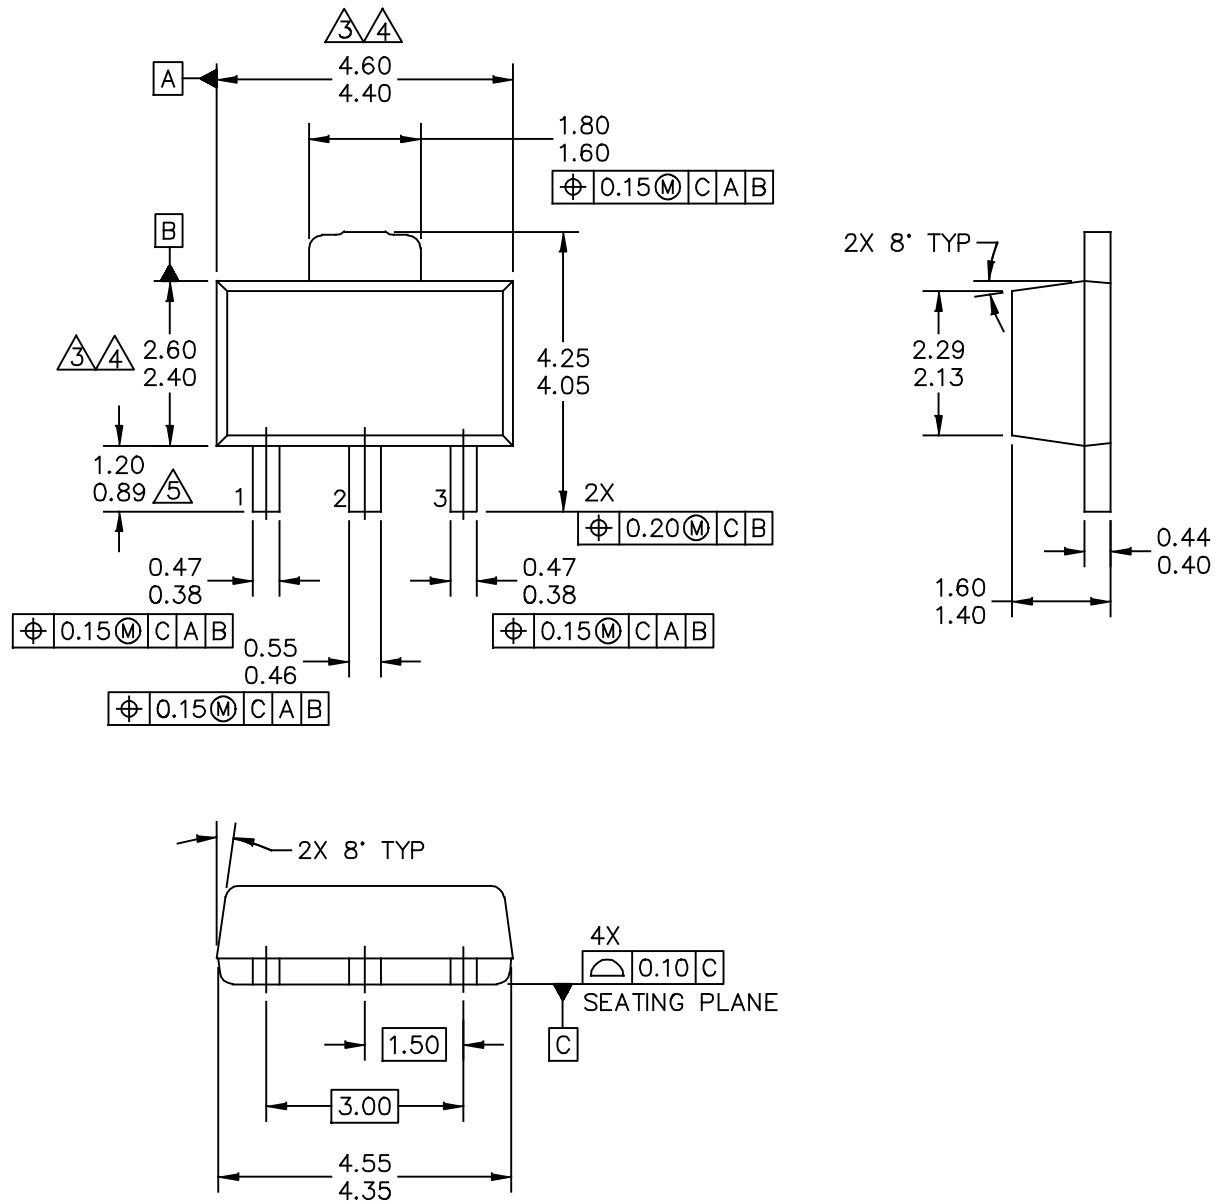 3 4
4.60
4.40
A
1.80
1.60
⌖ 0.15 Ⓜ C A B
B
2X 8° TYP
3 4
2.60
2.40
4.25
4.05
2.29
2.13
1.20
0.89 5
1 2 3
2X
⌖ 0.20 Ⓜ C B
0.47
0.38
⌖ 0.15 Ⓜ C A B
0.47
0.38
⌖ 0.15 Ⓜ C A B
0.44
0.40
1.60
1.40
0.55
0.46
⌖ 0.15 Ⓜ C A B
2X 8° TYP
4X
⌓ 0.10 C
SEATING PLANE
C
1.50
3.00
4.55
4.35